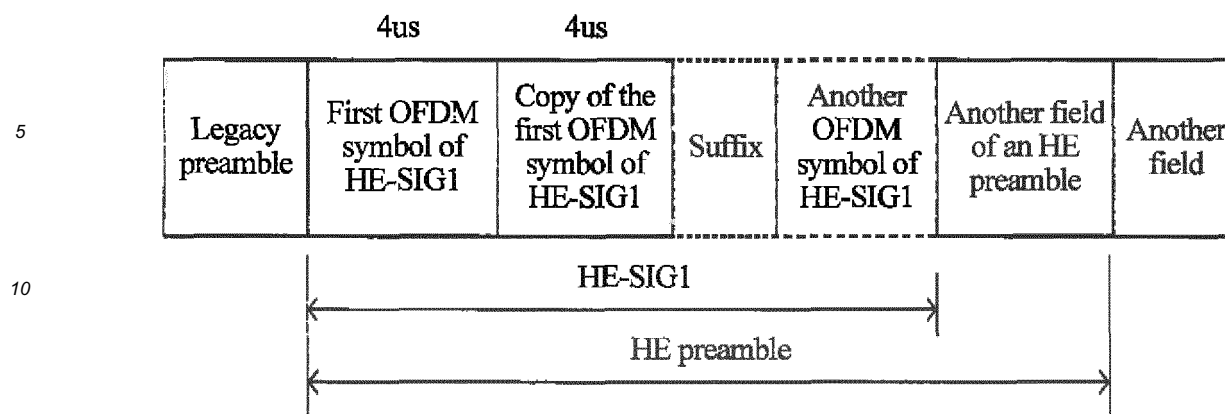 4us
4us
5
Legacy
preamble
First OFDM
symbol of
HE-SIG1
Copy of the
first OFDM
symbol of
HE-SIG1
Suffix
Another
OFDM
symbol of
HE-SIG1
Another field
of an HE
preamble
Another
field
10
HE-SIG1
HE preamble